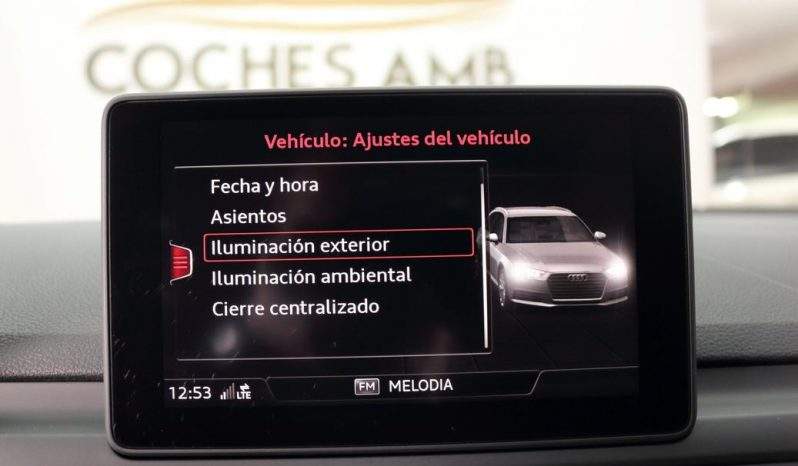 COCHES AMB
Vehículo: Ajustes del vehículo
Fecha y hora
Asientos
Iluminación exterior
Iluminación ambiental
Cierre centralizado
12:53 LTE FM MELODIA